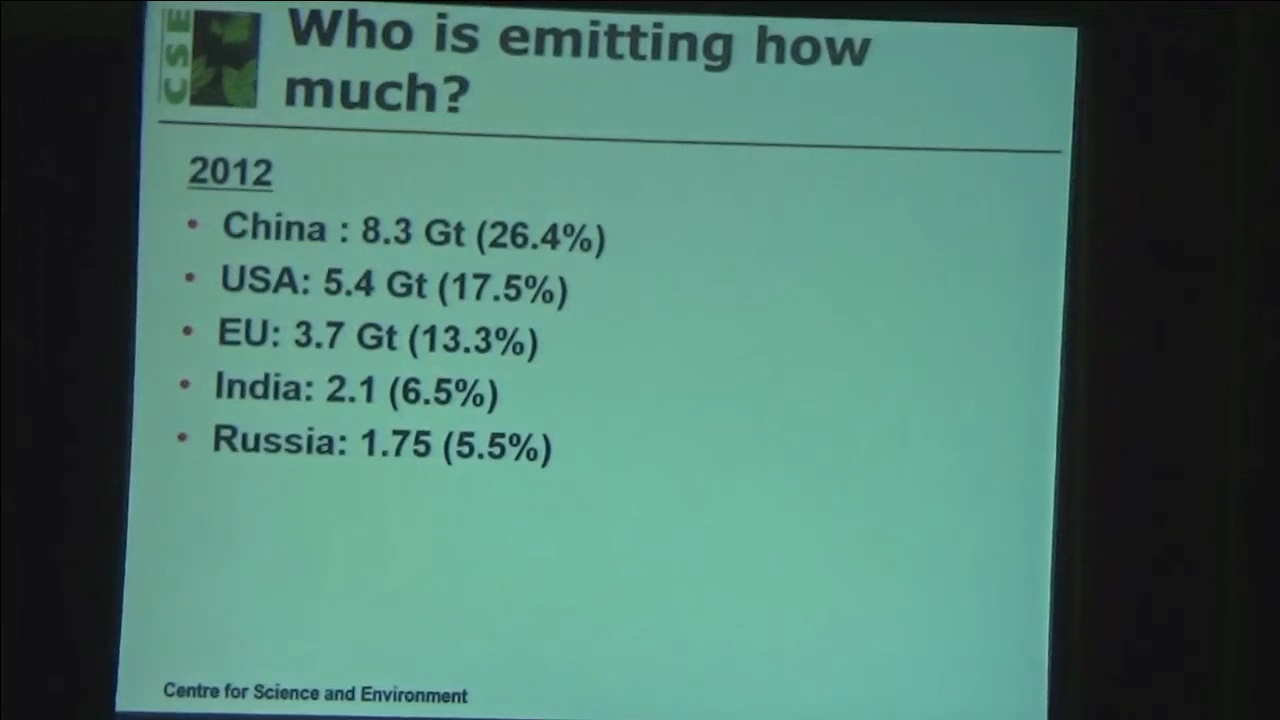 CSE
Who is emitting how
much?
2012
• China : 8.3 Gt (26.4%)
• USA: 5.4 Gt (17.5%)
• EU: 3.7 Gt (13.3%)
• India: 2.1 (6.5%)
• Russia: 1.75 (5.5%)
Centre for Science and Environment